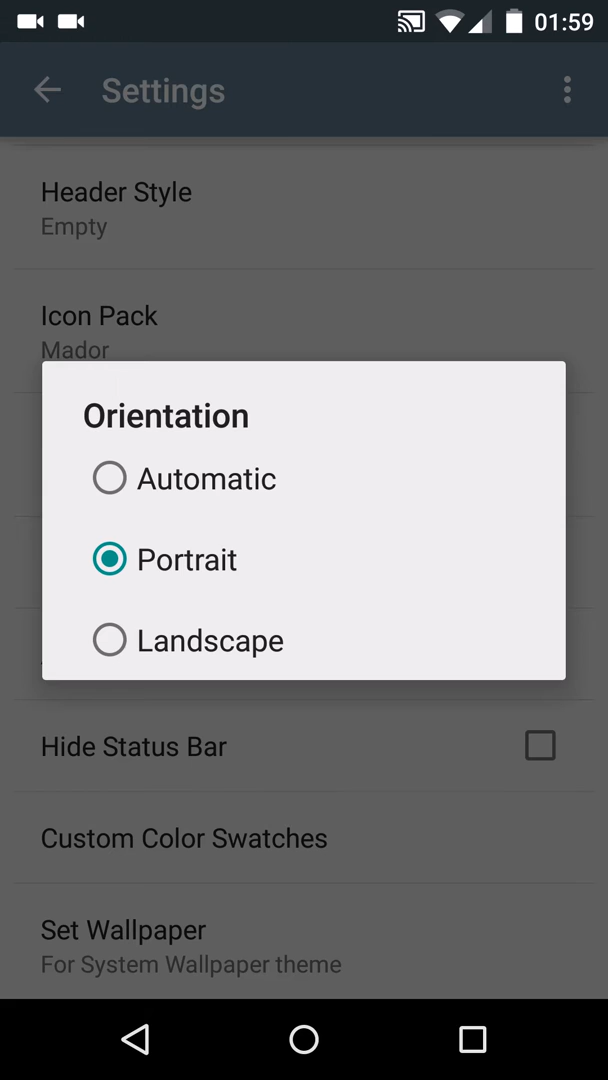 01:59
Settings
Header Style
Empty
Icon Pack
Mador
Orientation
Automatic
Portrait
Landscape
Hide Status Bar
Custom Color Swatches
Set Wallpaper
For System Wallpaper theme